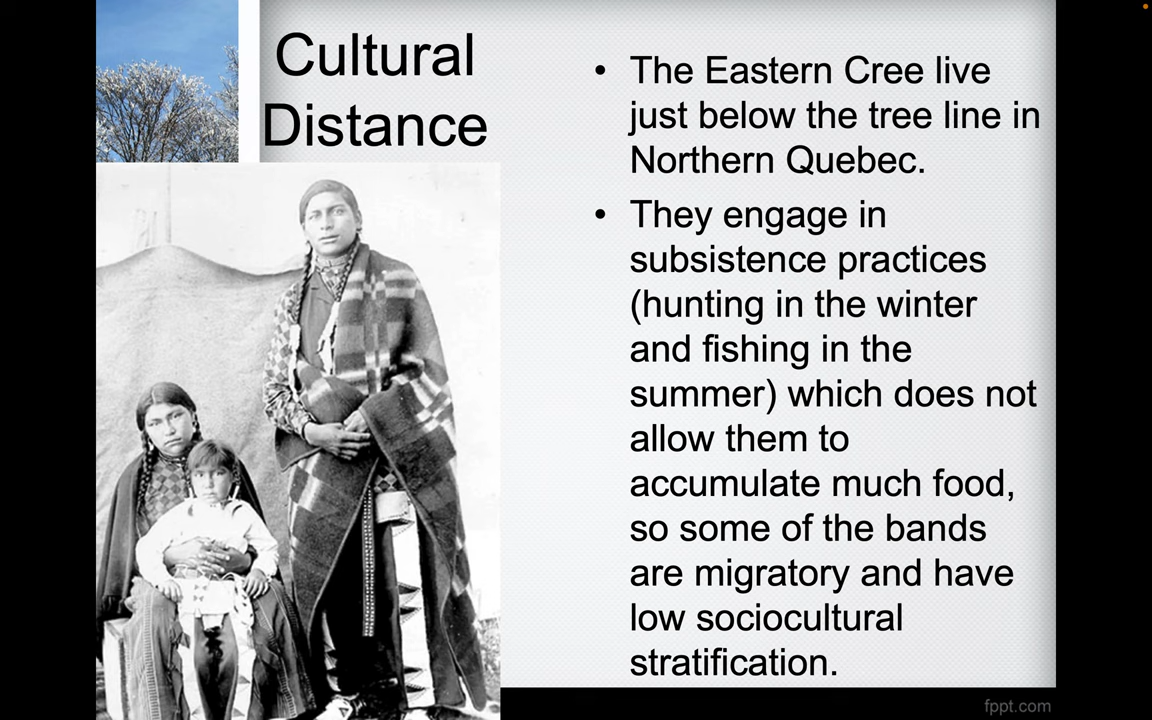 Cultural
Distance
• The Eastern Cree live
just below the tree line in
Northern Quebec.
• They engage in
subsistence practices
(hunting in the winter
and fishing in the
summer) which does not
allow them to
accumulate much food,
so some of the bands
are migratory and have
low sociocultural
stratification.
fppt.com